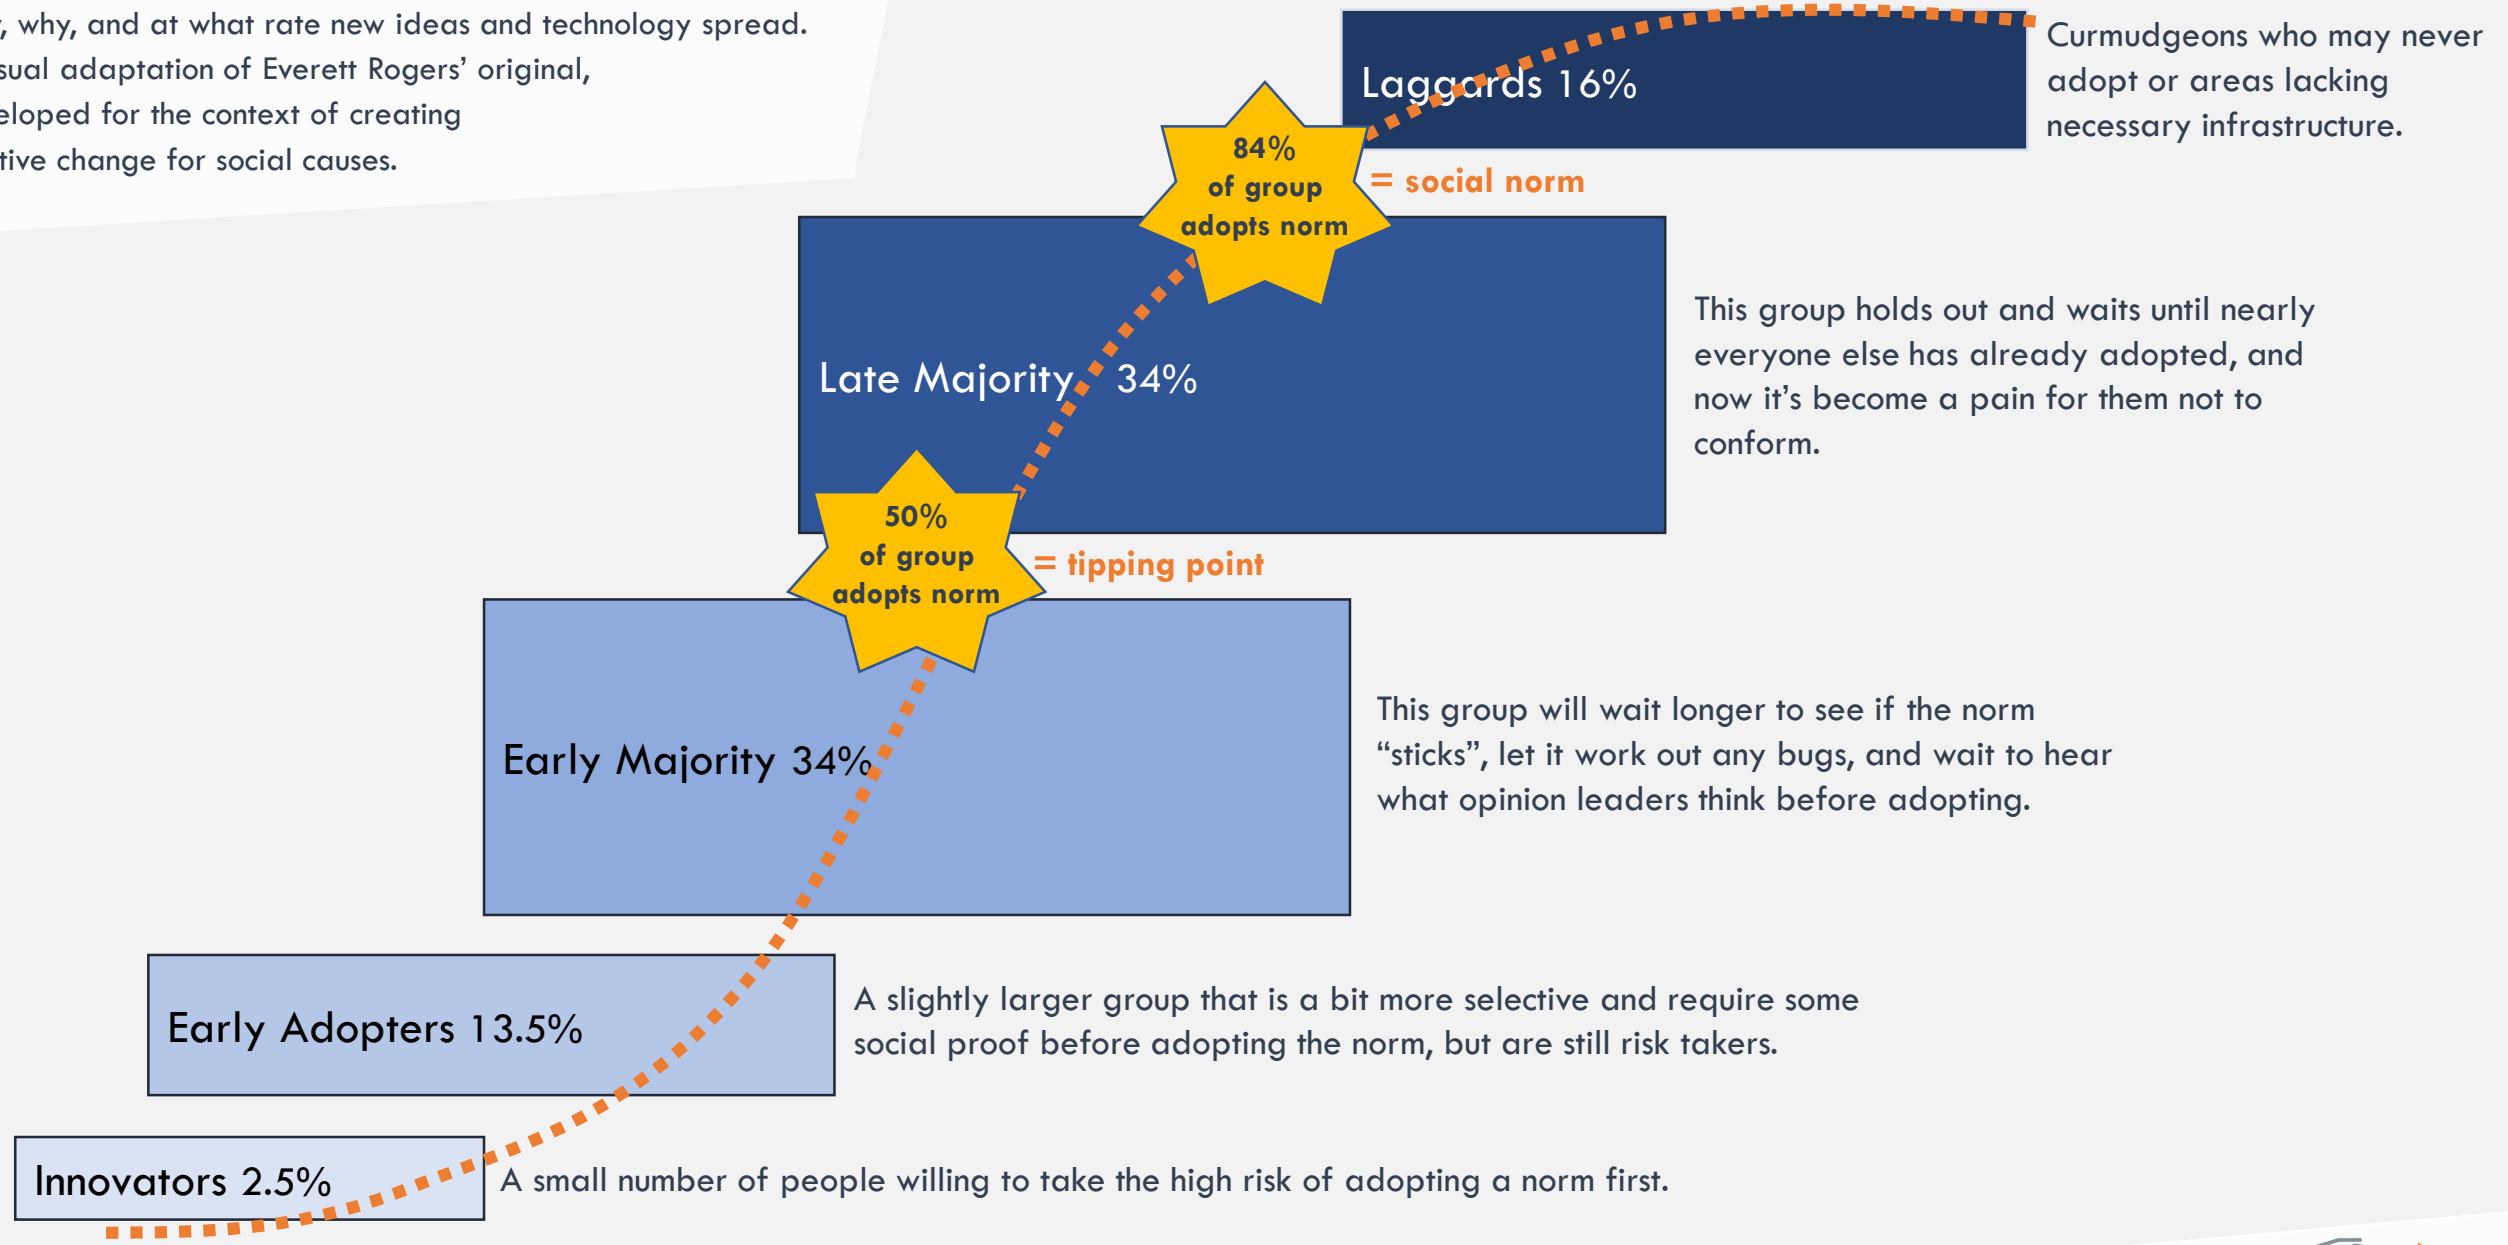 , why, and at what rate new ideas and technology spread.
sual adaptation of Everett Rogers’ original,
eloped for the context of creating
tive change for social causes.
Laggards 16%
Curmudgeons who may never
adopt or areas lacking
necessary infrastructure.
84%
of group
adopts norm
= social norm
Late Majority 34%
This group holds out and waits until nearly
everyone else has already adopted, and
now it’s become a pain for them not to
conform.
50%
of group
adopts norm
= tipping point
Early Majority 34%
This group will wait longer to see if the norm
“sticks”, let it work out any bugs, and wait to hear
what opinion leaders think before adopting.
Early Adopters 13.5%
A slightly larger group that is a bit more selective and require some
social proof before adopting the norm, but are still risk takers.
Innovators 2.5%
A small number of people willing to take the high risk of adopting a norm first.